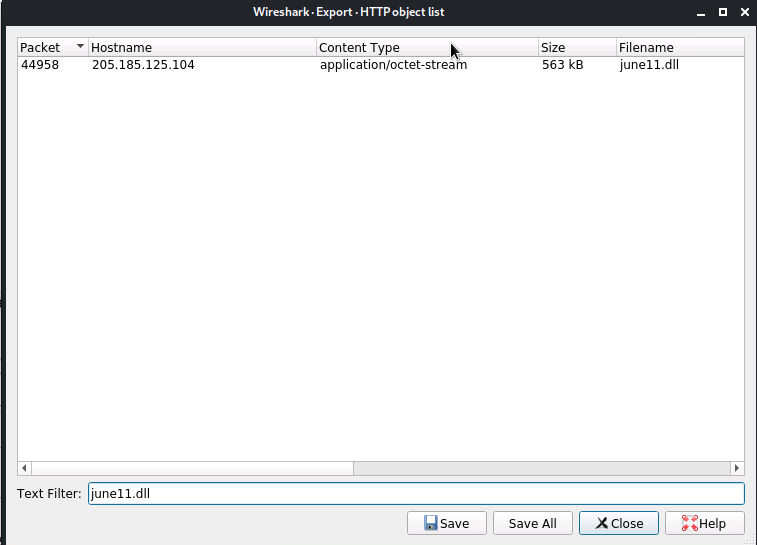 Wireshark · Export · HTTP object list
Packet Hostname Content Type Size Filename
44958 205.185.125.104 application/octet-stream 563 kB june11.dll
Text Filter: june11.dll
Save Save All Close Help